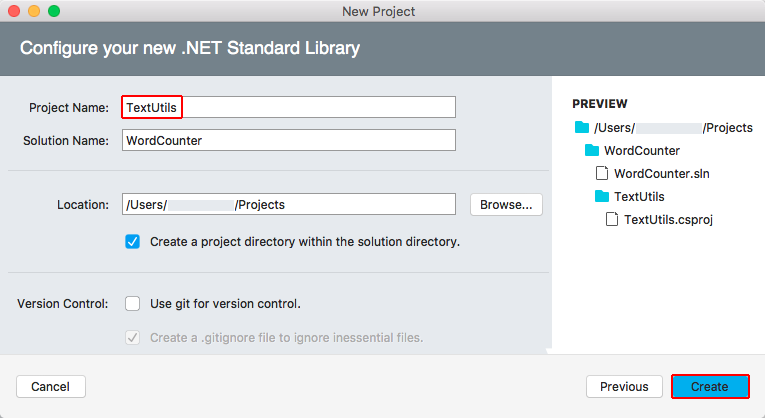 New Project
Configure your new .NET Standard Library
Project Name: TextUtils
Solution Name: WordCounter
Location: /Users/ /Projects Browse...
Create a project directory within the solution directory.
Version Control: Use git for version control.
Create a .gitignore file to ignore inessential files.
PREVIEW
/Users/ /Projects
WordCounter
WordCounter.sln
TextUtils
TextUtils.csproj
Cancel Previous Create